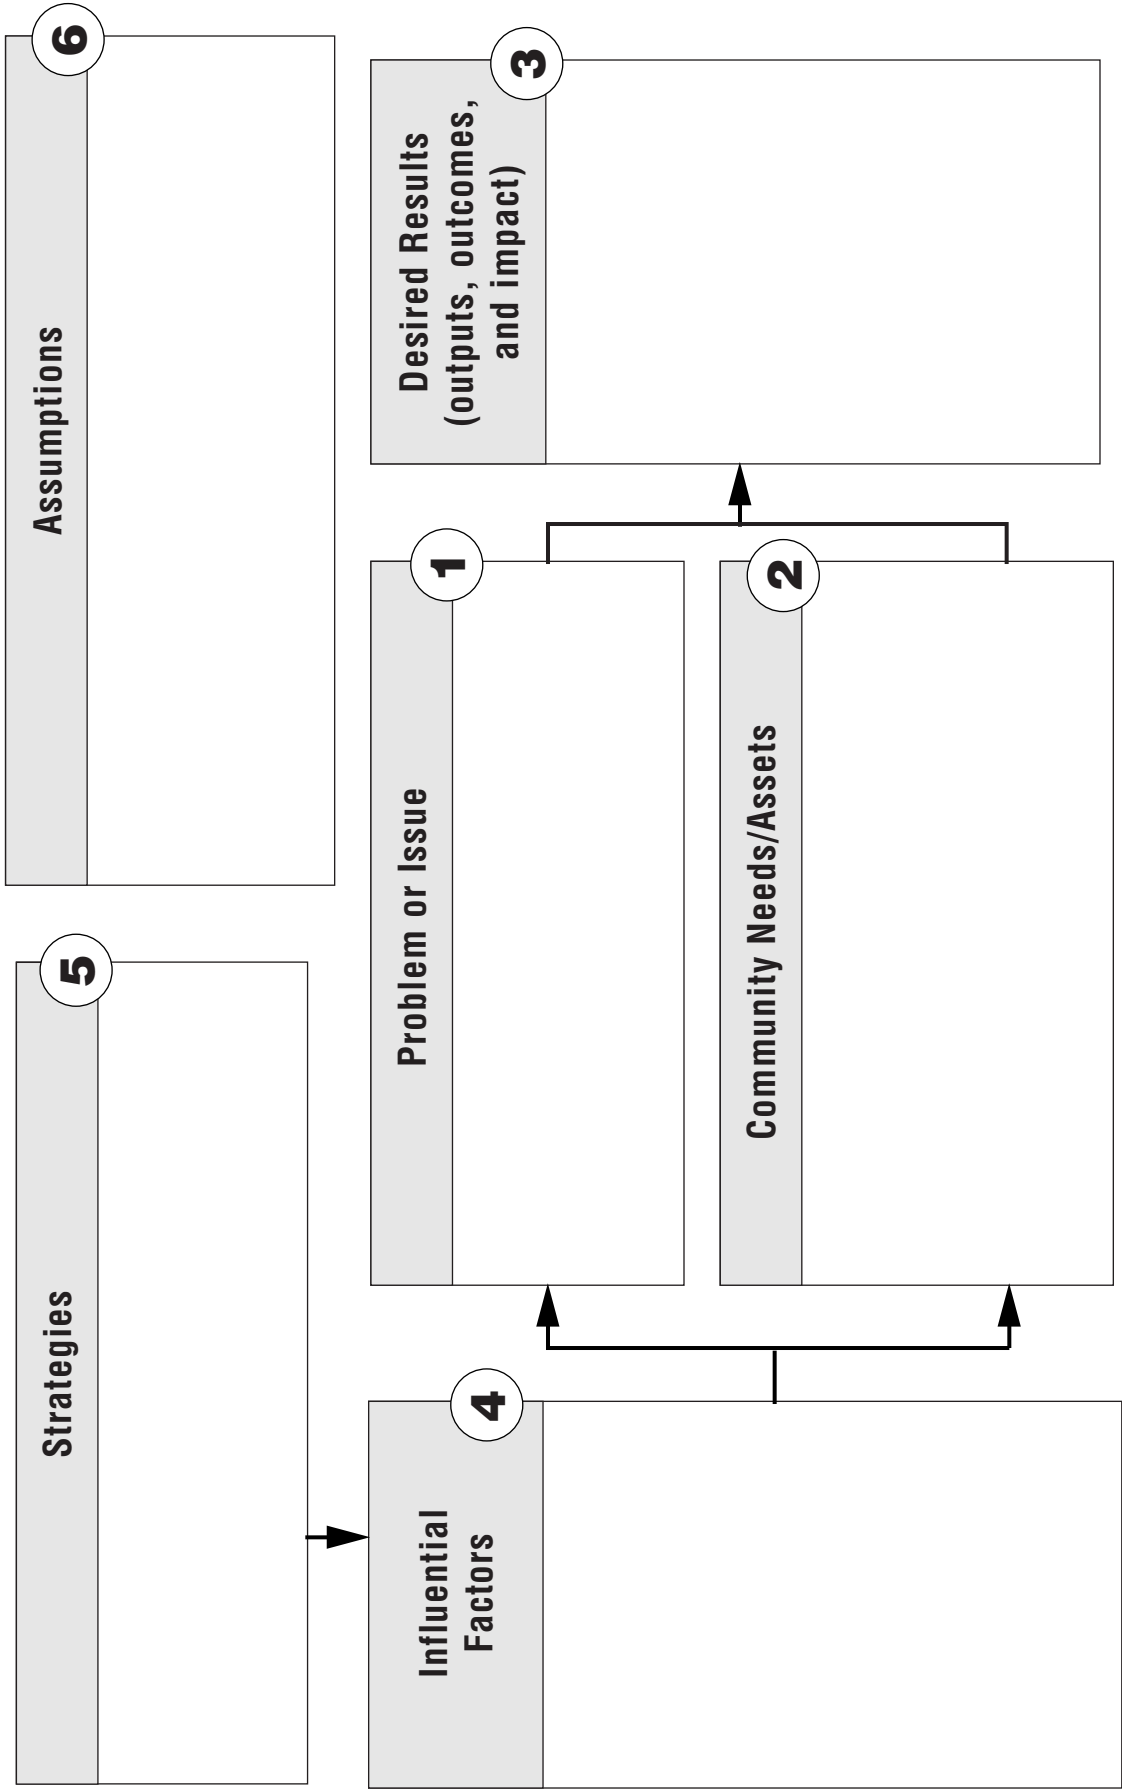 Strategies
5
Assumptions
6
Influential
Factors
4
Problem or Issue
1
Community Needs/Assets
2
Desired Results
(outputs, outcomes,
and impact)
3